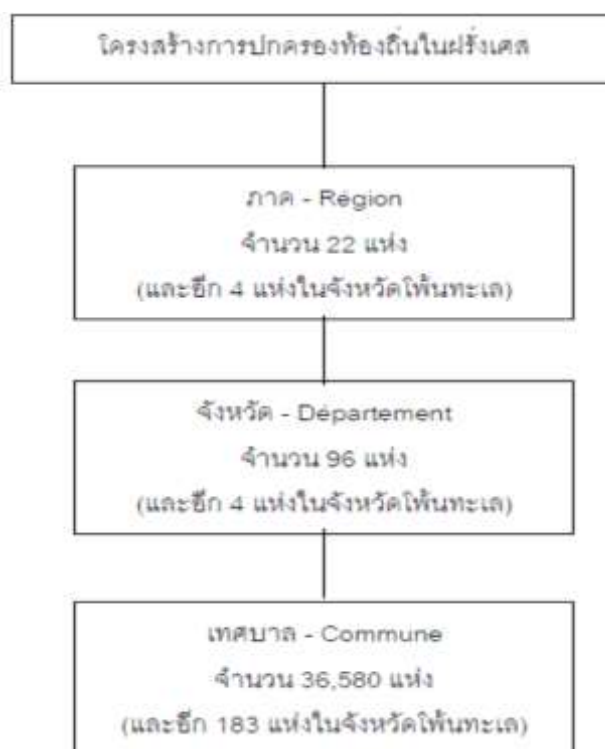 โครงสร้างการปกครองท้องถิ่นในฝรั่งเศส
ภาค - Région
จำนวน 22 แห่ง
(และอีก 4 แห่งในจังหวัดโพ้นทะเล)
จังหวัด - Département
จำนวน 96 แห่ง
(และอีก 4 แห่งในจังหวัดโพ้นทะเล)
เทศบาล - Commune
จำนวน 36,580 แห่ง
(และอีก 183 แห่งในจังหวัดโพ้นทะเล)